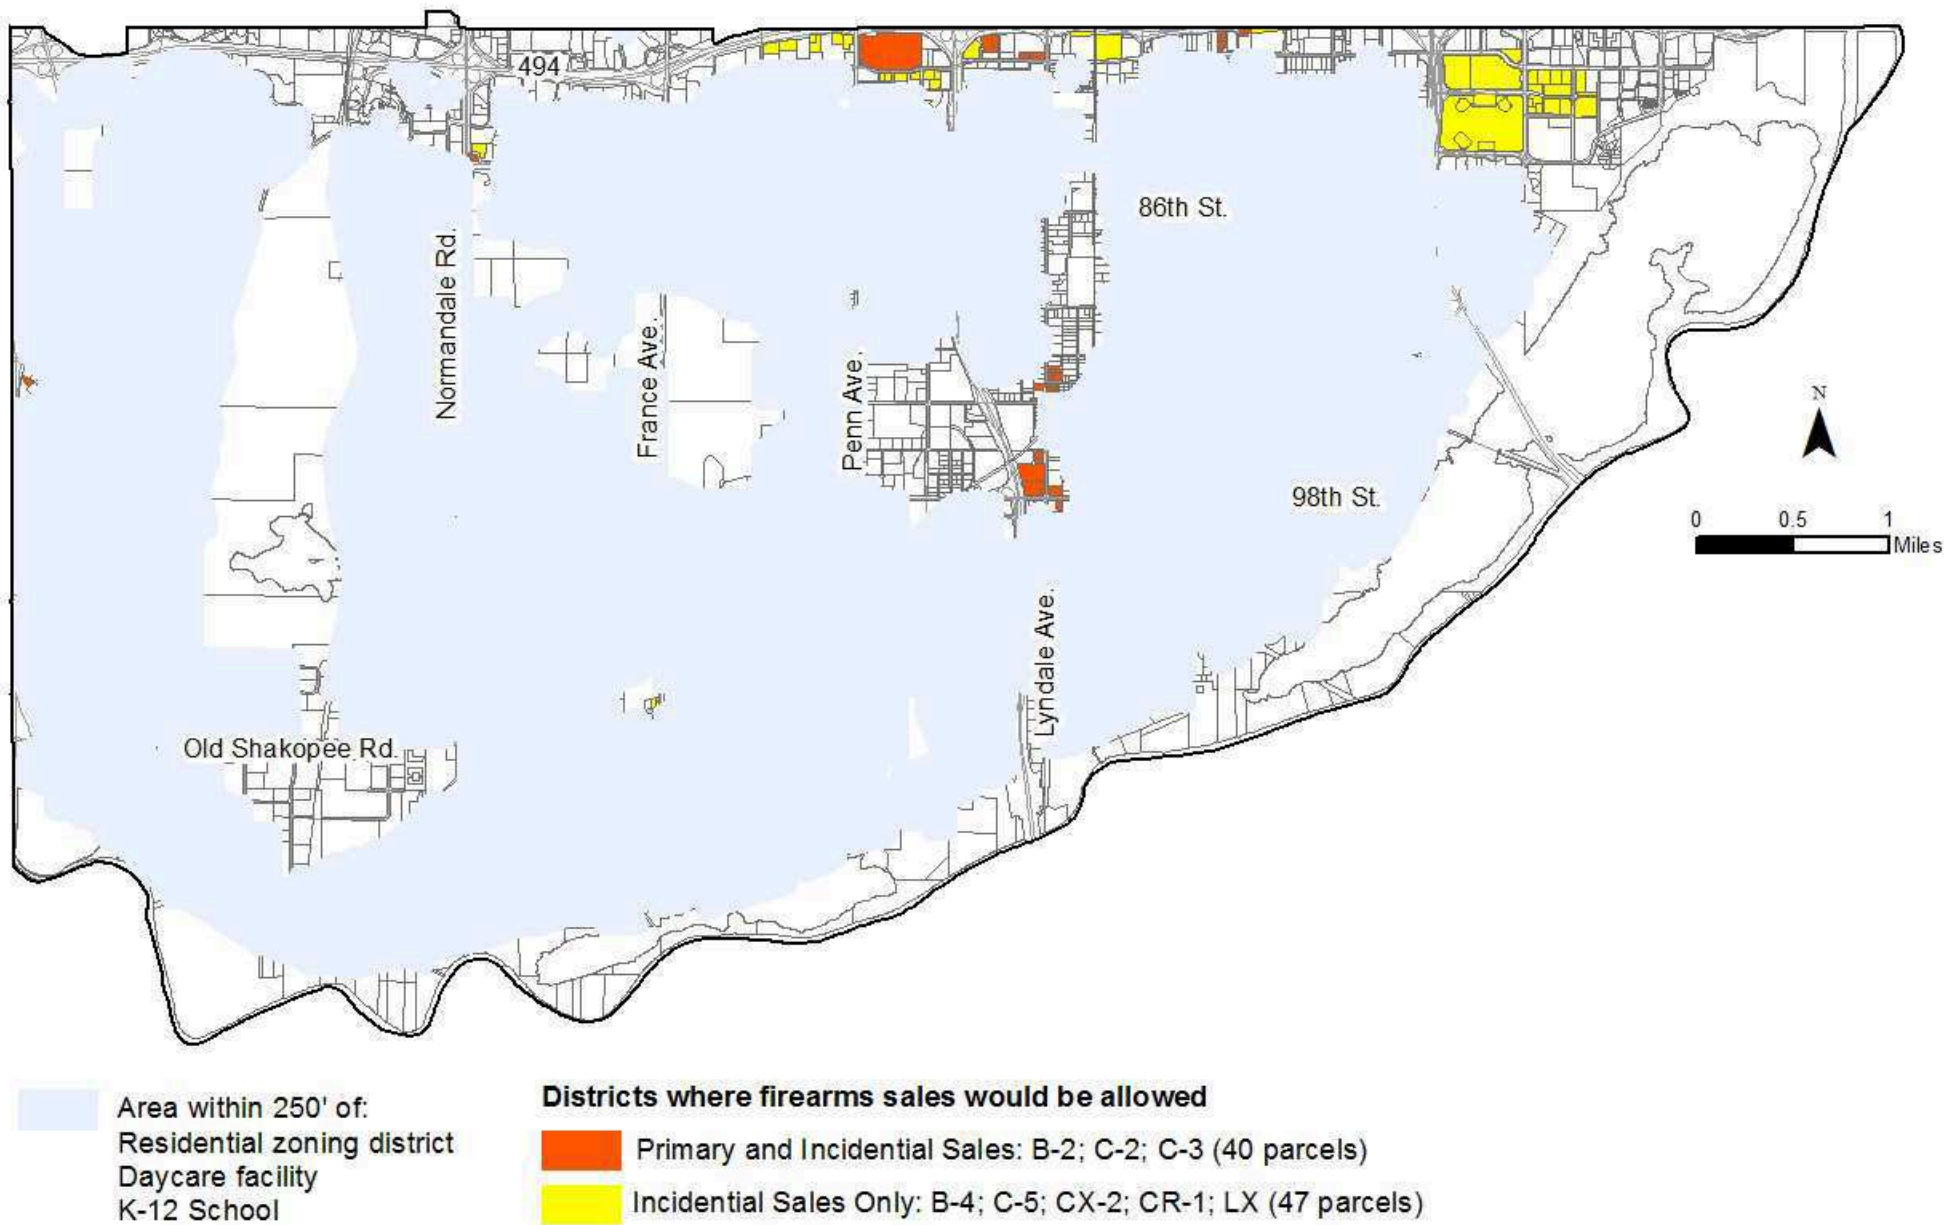 494
86th St.
Normandale Rd.
France Ave.
Penn Ave.
N
98th St.
0 0.5 1
Miles
Lyndale Ave.
Old Shakopee Rd.
Area within 250' of:
Residential zoning district
Daycare facility
K-12 School
Districts where firearms sales would be allowed
Primary and Incidental Sales: B-2; C-2; C-3 (40 parcels)
Incidental Sales Only: B-4; C-5; CX-2; CR-1; LX (47 parcels)